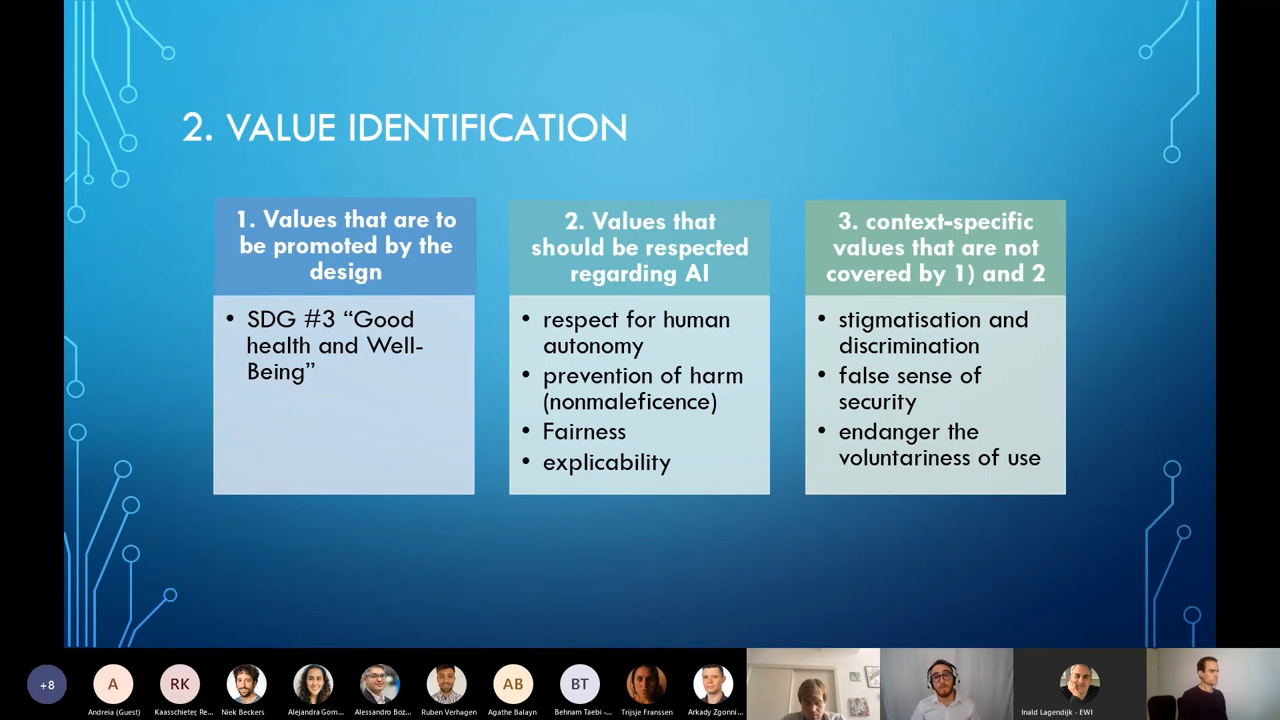 2. VALUE IDENTIFICATION
1. Values that are to
be promoted by the
design
• SDG #3 “Good
health and Well-
Being”
2. Values that
should be respected
regarding AI
• respect for human
autonomy
• prevention of harm
(nonmaleficence)
• Fairness
• explicability
3. context-specific
values that are not
covered by 1) and 2
• stigmatisation and
discrimination
• false sense of
security
• endanger the
voluntariness of use
+8
A
RK
AB
BT
Andreia (Guest)
Kaasschieter, Re...
Niek Beckers
Alejandra Gom...
Alessandro Boz...
Ruben Verhagen
Agathe Balayn
Behnam Taebi -...
Trijsje Franssen
Arkady Zgonni...
Inald Lagendijk - EWI